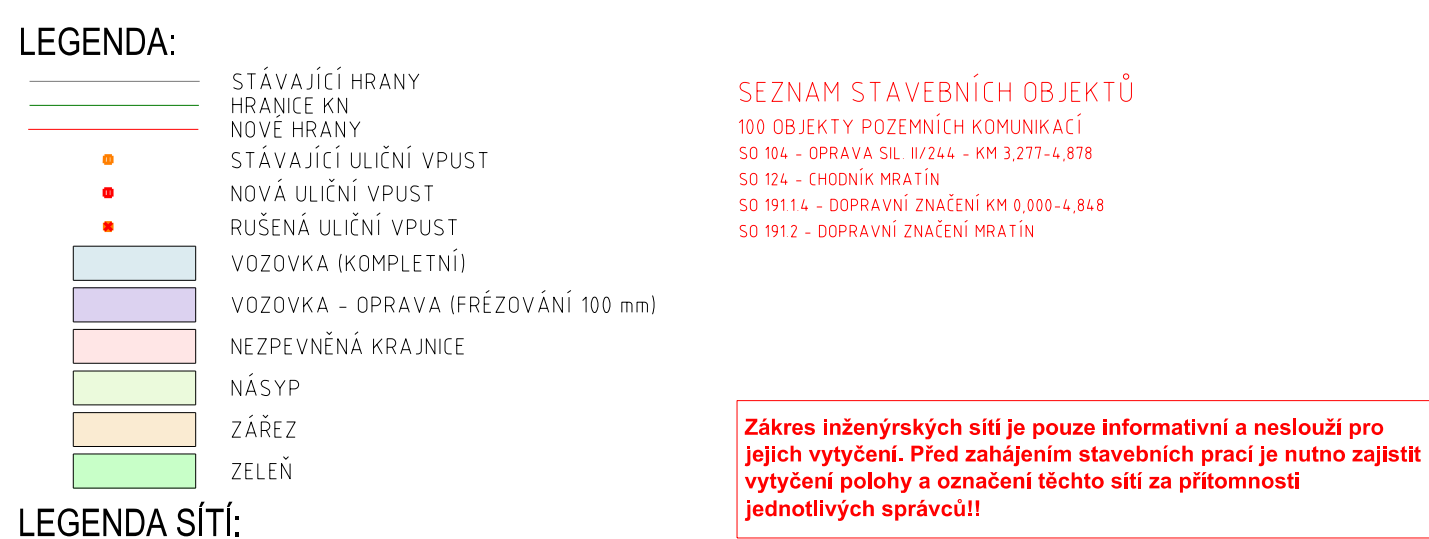 LEGENDA:
STÁVAJÍCÍ HRANY
HRANICE KN
NOVÉ HRANY
STÁVAJÍCÍ ULIČNÍ VPUST
NOVÁ ULIČNÍ VPUST
RUŠENÁ ULIČNÍ VPUST
VOZOVKA (KOMPLETNÍ)
VOZOVKA - OPRAVA (FRÉZOVÁNÍ 100 mm)
NEZPEVNĚNÁ KRAJNICE
NÁSYP
ZÁŘEZ
ZELEŇ
LEGENDA SÍTÍ:
SEZNAM STAVEBNÍCH OBJEKTŮ
100 OBJEKTY POZEMNÍCH KOMUNIKACÍ
SO 104 - OPRAVA SIL. II/244 - KM 3,277-4,878
SO 124 - CHODNÍK MRATÍN
SO 191.1.4 - DOPRAVNÍ ZNAČENÍ KM 0,000-4,848
SO 191.2 - DOPRAVNÍ ZNAČENÍ MRATÍN
Zákres inženýrských sítí je pouze informativní a neslouží pro
jejich vytyčení. Před zahájením stavebních prací je nutno zajistit
vytyčení polohy a označení těchto sítí za přítomnosti
jednotlivých správců!!